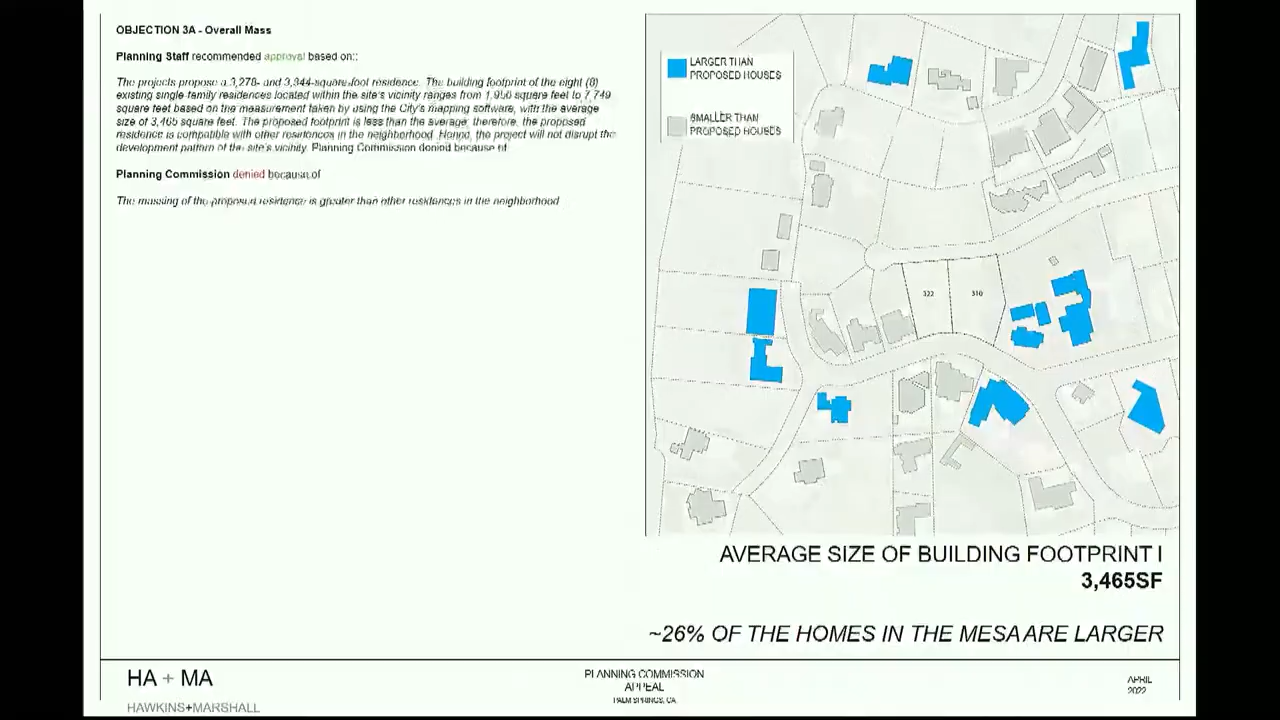 OBJECTION 3A - Overall Mass
Planning Staff recommended approval based on::
The projects propose a 3,278- and 3,344-square-foot residence. The building footprint of the eight (8)
existing single-family residences located within the site's vicinity ranges from 1,950 square feet to 7,749
square feet based on the measurement taken by using the City's mapping software, with the average
size of 3,465 square feet. The proposed footprint is less than the average; therefore, the proposed
residence is compatible with other residences in the neighborhood. Hence, the project will not disrupt the
development pattern of the site's vicinity. Planning Commission denied because of
Planning Commission denied because of
The massing of the proposed residence is greater than other residences in the neighborhood
LARGER THAN
PROPOSED HOUSES
SMALLER THAN
PROPOSED HOUSES
322
310
AVERAGE SIZE OF BUILDING FOOTPRINT I
3,465SF
~26% OF THE HOMES IN THE MESA ARE LARGER
HA + MA
HAWKINS+MARSHALL
PLANNING COMMISSION
APPEAL
PALM SPRINGS, CA
APRIL
2022